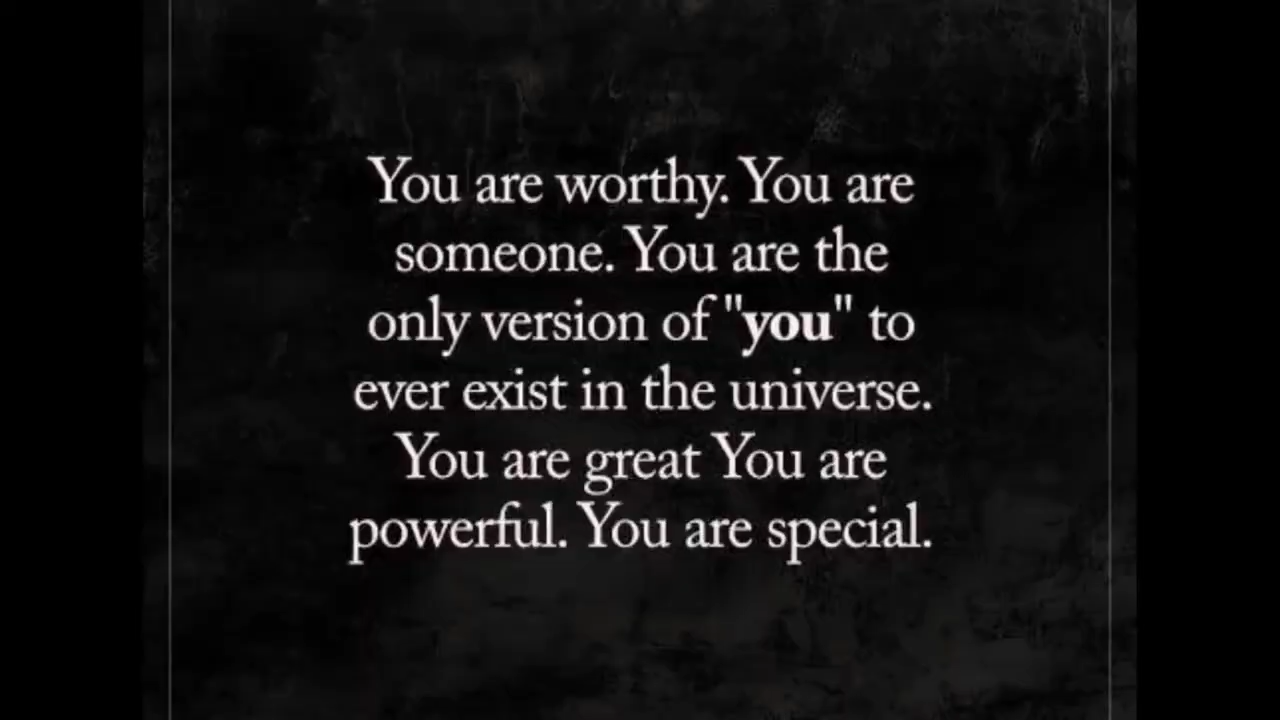 You are worthy. You are
someone. You are the
only version of "you" to
ever exist in the universe.
You are great You are
powerful. You are special.